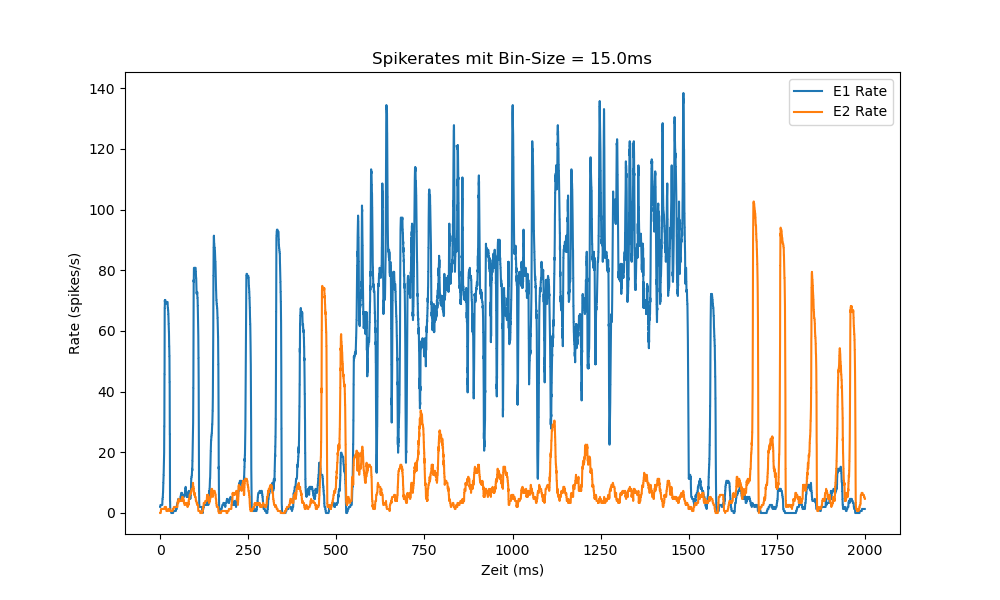 Spikerates mit Bin-Size = 15.0ms
E1 Rate
E2 Rate
140
120
100
80
60
40
20
0
Rate (spikes/s)
0 250 500 750 1000 1250 1500 1750 2000
Zeit (ms)